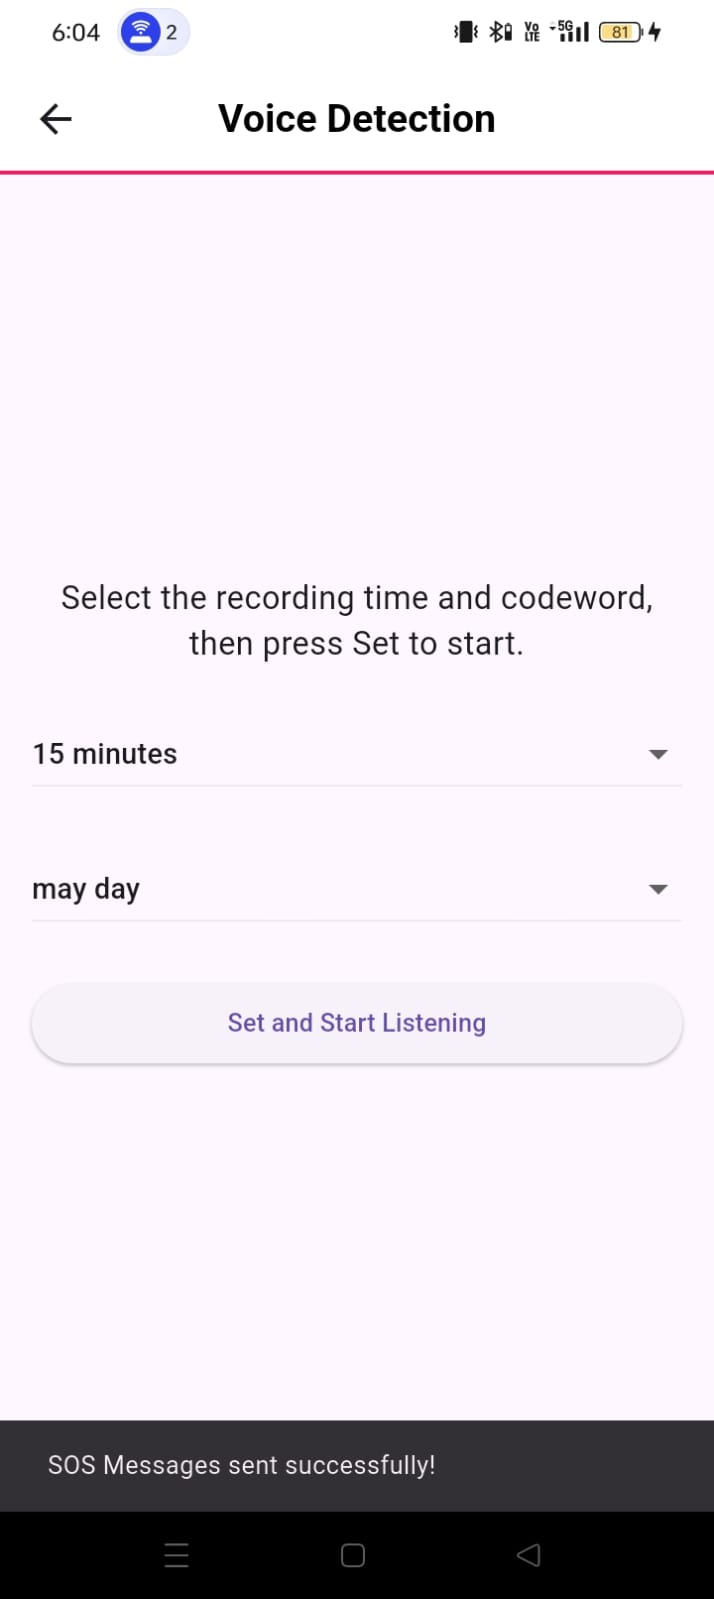 6:04 2 Vo LTE 5G 81
Voice Detection
Select the recording time and codeword,
then press Set to start.
15 minutes
may day
Set and Start Listening
SOS Messages sent successfully!